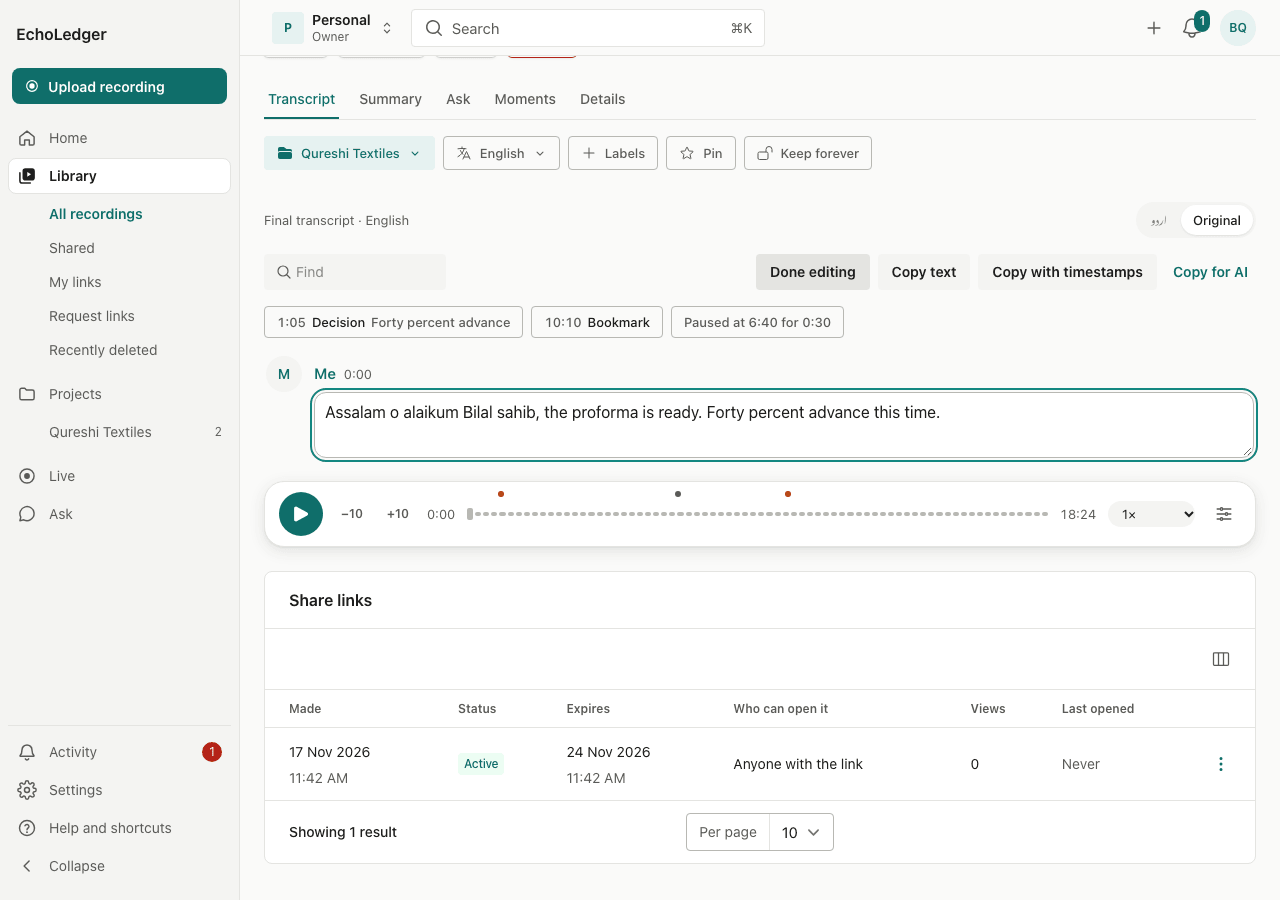 EchoLedger
Upload recording
Home
Library
All recordings
Shared
My links
Request links
Recently deleted
Projects
Qureshi Textiles 2
Live
Ask
Activity 1
Settings
Help and shortcuts
Collapse
P Personal
Owner
Search ⌘K
1
BQ
Transcript Summary Ask Moments Details
Qureshi Textiles English Labels Pin Keep forever
Final transcript · English
اردو Original
Find Done editing Copy text Copy with timestamps Copy for AI
1:05 Decision Forty percent advance 10:10 Bookmark Paused at 6:40 for 0:30
M Me 0:00
Assalam o alaikum Bilal sahib, the proforma is ready. Forty percent advance this time.
−10 +10 0:00 18:24 1×
Share links
Made Status Expires Who can open it Views Last opened
17 Nov 2026 Active 24 Nov 2026 Anyone with the link 0 Never
11:42 AM 11:42 AM
Showing 1 result Per page 10